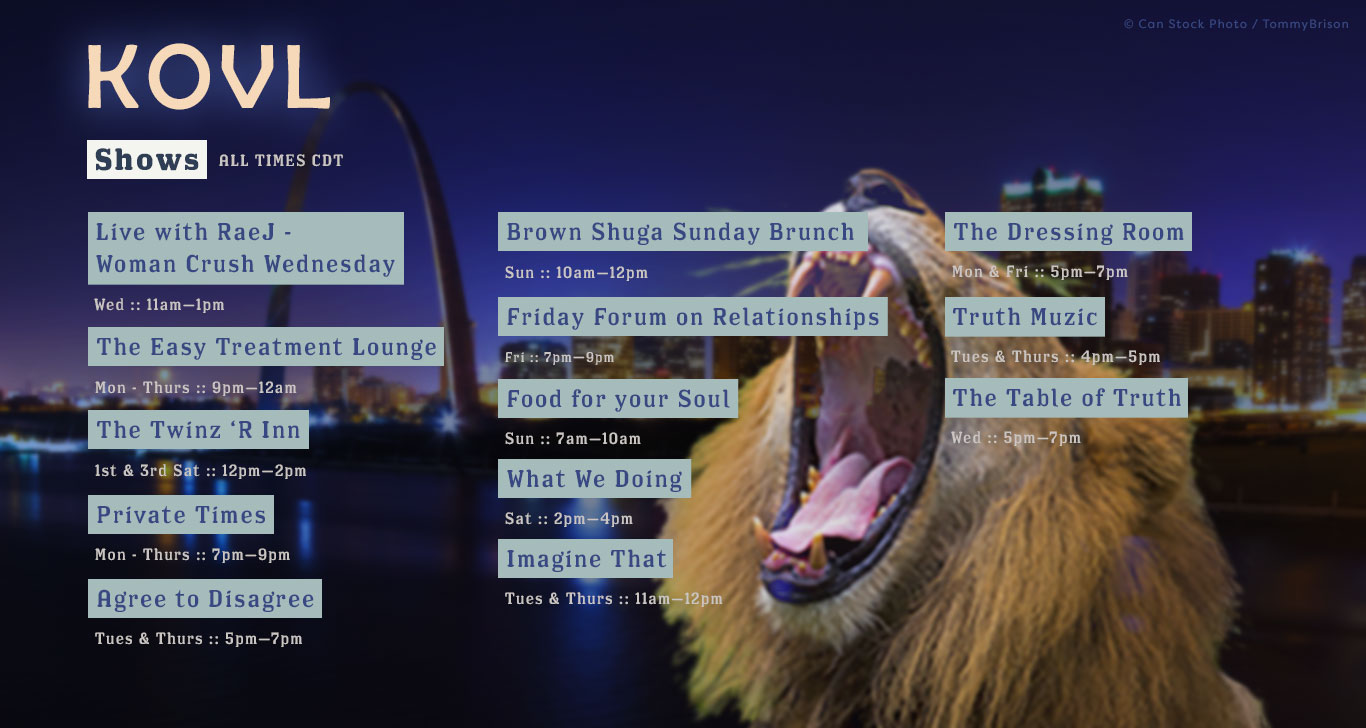 © Can Stock Photo / TommyBrison
KOVL
Shows ALL TIMES CDT
Live with RaeJ -
Woman Crush Wednesday
Wed :: 11am—1pm
The Easy Treatment Lounge
Mon - Thurs :: 9pm—12am
The Twinz ‘R Inn
1st & 3rd Sat :: 12pm—2pm
Private Times
Mon - Thurs :: 7pm—9pm
Agree to Disagree
Tues & Thurs :: 5pm—7pm
Brown Shuga Sunday Brunch
Sun :: 10am—12pm
Friday Forum on Relationships
Fri :: 7pm—9pm
Food for your Soul
Sun :: 7am—10am
What We Doing
Sat :: 2pm—4pm
Imagine That
Tues & Thurs :: 11am—12pm
The Dressing Room
Mon & Fri :: 5pm—7pm
Truth Muzic
Tues & Thurs :: 4pm—5pm
The Table of Truth
Wed :: 5pm—7pm